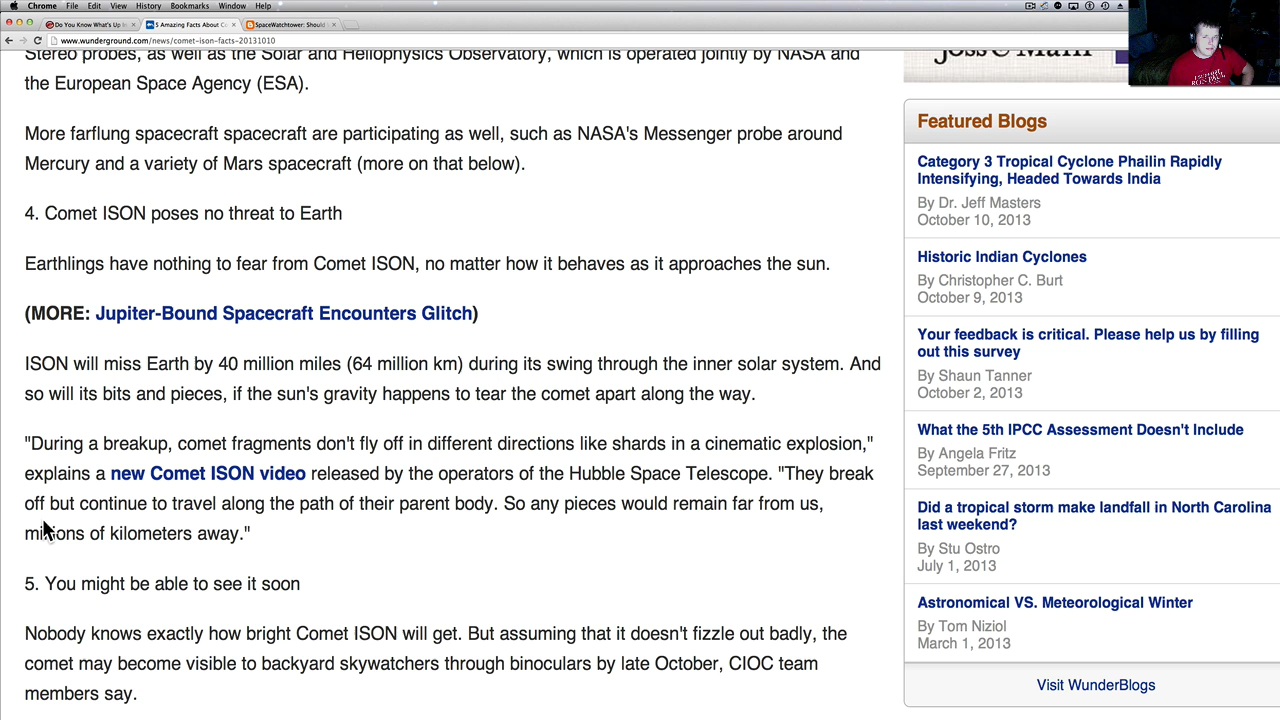 Chrome File Edit View History Bookmarks Window Help
Do You Know What's Up
5 Amazing Facts About C
SpaceWatchtower: Should
www.wunderground.com/news/comet-ison-facts-20131010
Stereo probes, as well as the Solar and Heliophysics Observatory, which is operated jointly by NASA and
the European Space Agency (ESA).
More farflung spacecraft spacecraft are participating as well, such as NASA's Messenger probe around
Mercury and a variety of Mars spacecraft (more on that below).
4. Comet ISON poses no threat to Earth
Earthlings have nothing to fear from Comet ISON, no matter how it behaves as it approaches the sun.
(MORE: Jupiter-Bound Spacecraft Encounters Glitch)
ISON will miss Earth by 40 million miles (64 million km) during its swing through the inner solar system. And
so will its bits and pieces, if the sun's gravity happens to tear the comet apart along the way.
"During a breakup, comet fragments don't fly off in different directions like shards in a cinematic explosion,"
explains a new Comet ISON video released by the operators of the Hubble Space Telescope. "They break
off but continue to travel along the path of their parent body. So any pieces would remain far from us,
millions of kilometers away."
5. You might be able to see it soon
Nobody knows exactly how bright Comet ISON will get. But assuming that it doesn't fizzle out badly, the
comet may become visible to backyard skywatchers through binoculars by late October, CIOC team
members say.
Joss & Main
RON PAUL
Featured Blogs
Category 3 Tropical Cyclone Phailin Rapidly
Intensifying, Headed Towards India
By Dr. Jeff Masters
October 10, 2013
Historic Indian Cyclones
By Christopher C. Burt
October 9, 2013
Your feedback is critical. Please help us by filling
out this survey
By Shaun Tanner
October 2, 2013
What the 5th IPCC Assessment Doesn't Include
By Angela Fritz
September 27, 2013
Did a tropical storm make landfall in North Carolina
last weekend?
By Stu Ostro
July 1, 2013
Astronomical VS. Meteorological Winter
By Tom Niziol
March 1, 2013
Visit WunderBlogs